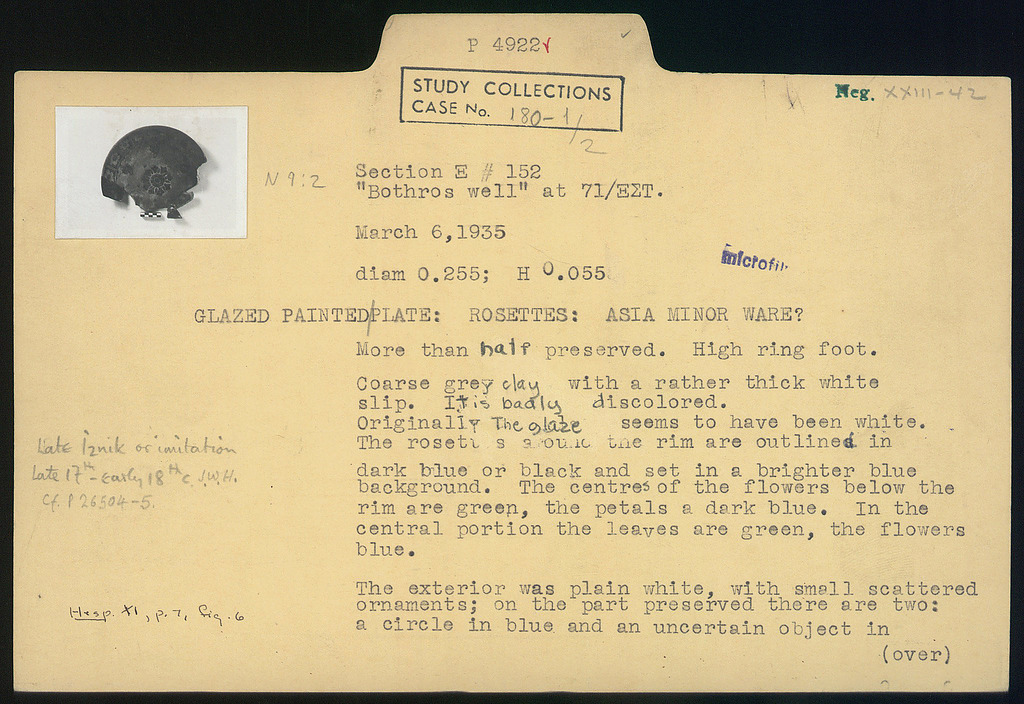 P 4922
STUDY COLLECTIONS
CASE No. 180-1/2
Neg. XXIII-42
N 9:2
Section E # 152
"Bothros well" at 71/ΕΣΤ.
March 6,1935
microfil
diam 0.255; H 0.055
GLAZED PAINTED/PLATE: ROSETTES: ASIA MINOR WARE?
More than half preserved. High ring foot.
Coarse grey clay with a rather thick white
slip. It is badly discolored.
Originally The glaze seems to have been white.
The rosettes around the rim are outlined in
dark blue or black and set in a brighter blue
background. The centres of the flowers below the
rim are green, the petals a dark blue. In the
central portion the leaves are green, the flowers
blue.
Late Iznik or imitation
Late 17th - early 18th c. J.W.H.
Cf. P 26504-5.
The exterior was plain white, with small scattered
ornaments; on the part preserved there are two:
a circle in blue and an uncertain object in
(over)
Hesp. XI, p. 7, fig. 6